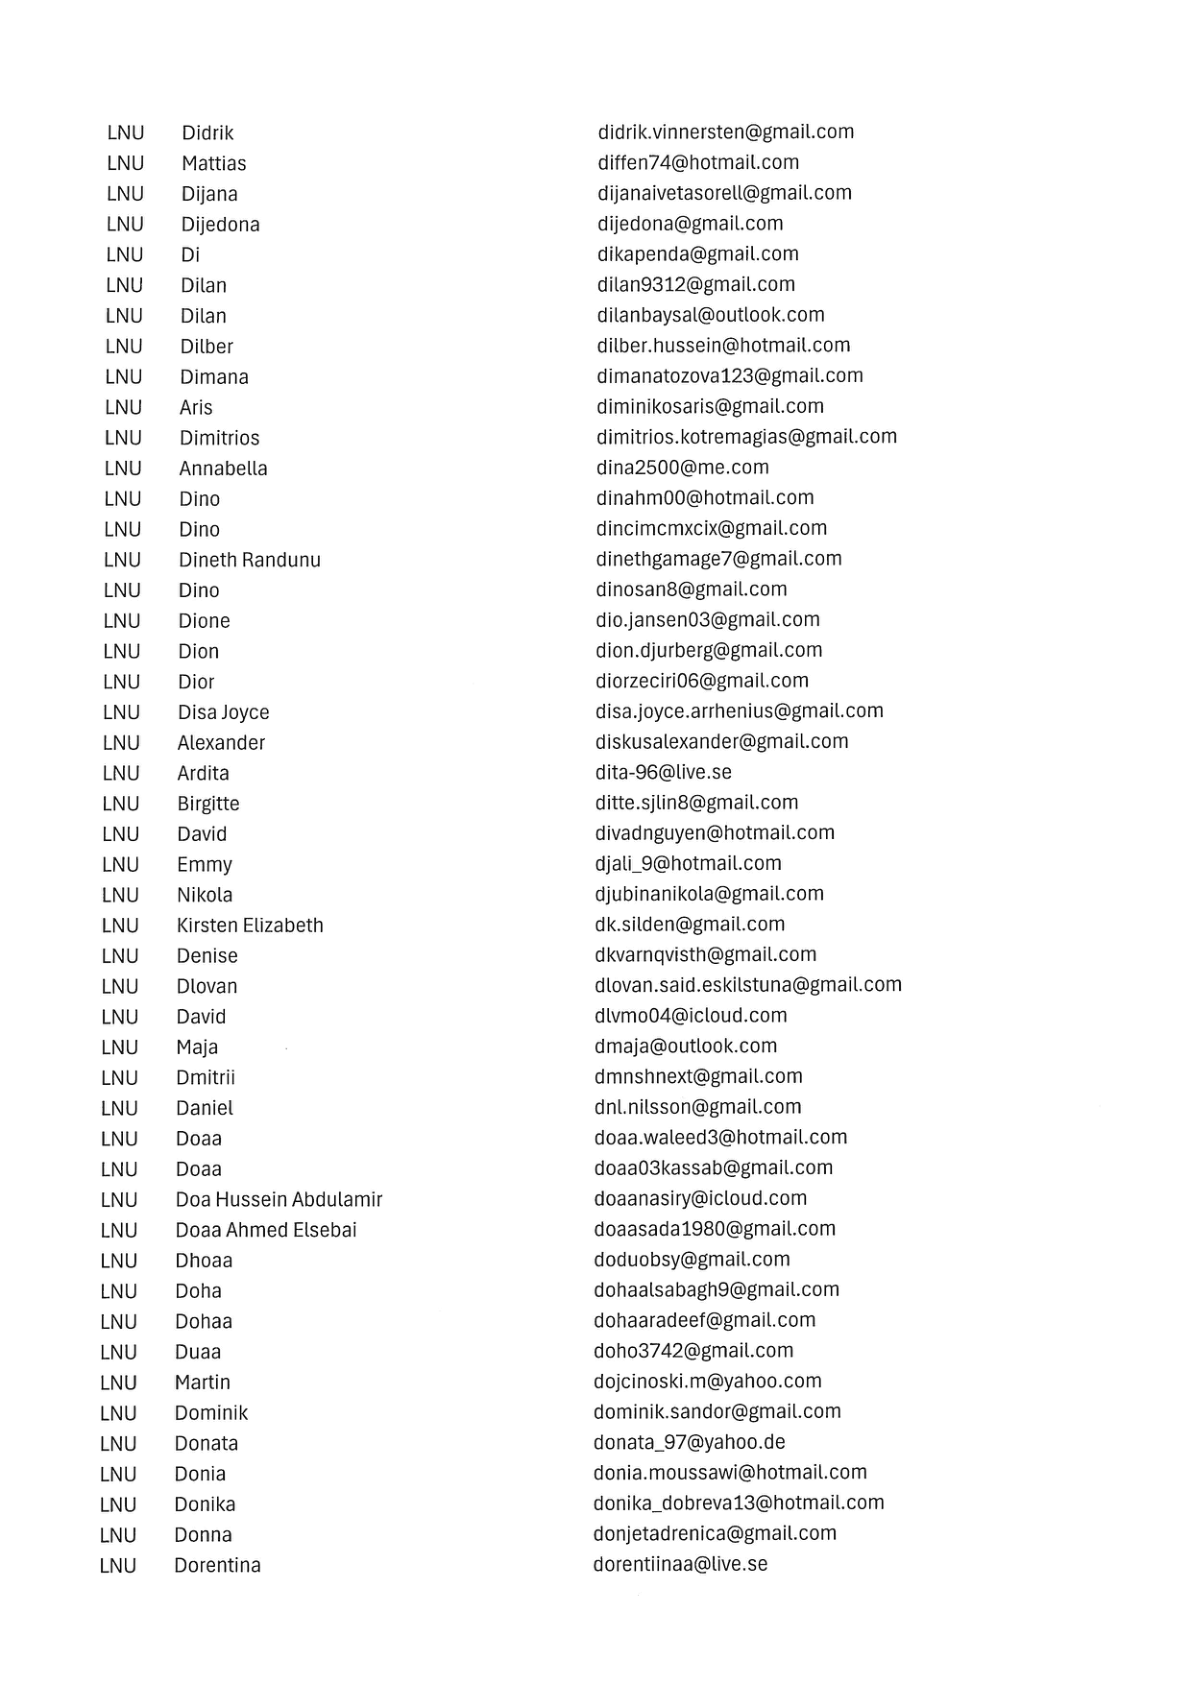 LNU Didrik didrik.vinnersten@gmail.com
LNU Mattias diffen74@hotmail.com
LNU Dijana dijanaivetasorell@gmail.com
LNU Dijedona dijedona@gmail.com
LNU Di dikapenda@gmail.com
LNU Dilan dilan9312@gmail.com
LNU Dilan dilanbaysal@outlook.com
LNU Dilber dilber.hussein@hotmail.com
LNU Dimana dimanatozova123@gmail.com
LNU Aris diminikosaris@gmail.com
LNU Dimitrios dimitrios.kotremagias@gmail.com
LNU Annabella dina2500@me.com
LNU Dino dinahm00@hotmail.com
LNU Dino dincimcmxcix@gmail.com
LNU Dineth Randunu dinethgamage7@gmail.com
LNU Dino dinosan8@gmail.com
LNU Dione dio.jansen03@gmail.com
LNU Dion dion.djurberg@gmail.com
LNU Dior diorzeciri06@gmail.com
LNU Disa Joyce disa.joyce.arrhenius@gmail.com
LNU Alexander diskusalexander@gmail.com
LNU Ardita dita-96@live.se
LNU Birgitte ditte.sjlin8@gmail.com
LNU David divadnguyen@hotmail.com
LNU Emmy djali_9@hotmail.com
LNU Nikola djubinanikola@gmail.com
LNU Kirsten Elizabeth dk.silden@gmail.com
LNU Denise dkvarnqvisth@gmail.com
LNU Dlovan dlovan.said.eskilstuna@gmail.com
LNU David dlvmo04@icloud.com
LNU Maja dmaja@outlook.com
LNU Dmitrii dmnshnext@gmail.com
LNU Daniel dnl.nilsson@gmail.com
LNU Doaa doaa.waleed3@hotmail.com
LNU Doaa doaa03kassab@gmail.com
LNU Doa Hussein Abdulamir doaanasiry@icloud.com
LNU Doaa Ahmed Elsebai doaasada1980@gmail.com
LNU Dhoaa doduobsy@gmail.com
LNU Doha dohaalsabagh9@gmail.com
LNU Dohaa dohaaradeef@gmail.com
LNU Duaa doho3742@gmail.com
LNU Martin dojcinoski.m@yahoo.com
LNU Dominik dominik.sandor@gmail.com
LNU Donata donata_97@yahoo.de
LNU Donia donia.moussawi@hotmail.com
LNU Donika donika_dobreva13@hotmail.com
LNU Donna donjetadrenica@gmail.com
LNU Dorentina dorentiinaa@live.se